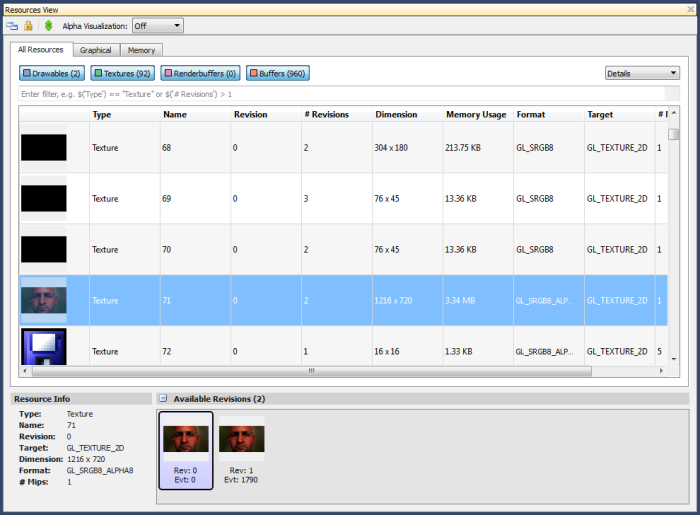 Resources View
Alpha Visualization: Off
All Resources Graphical Memory
Drawables (2) Textures (92) Renderbuffers (0) Buffers (960) Details
Enter filter, e.g. $('Type') == "Texture" or $('# Revisions') > 1
Type Name Revision # Revisions Dimension Memory Usage Format Target # I
Texture 68 0 2 304 x 180 213.75 KB GL_SRGB8 GL_TEXTURE_2D 1
Texture 69 0 3 76 x 45 13.36 KB GL_SRGB8 GL_TEXTURE_2D 1
Texture 70 0 2 76 x 45 13.36 KB GL_SRGB8 GL_TEXTURE_2D 1
Texture 71 0 2 1216 x 720 3.34 MB GL_SRGB8_ALP... GL_TEXTURE_2D 1
Texture 72 0 1 16 x 16 1.33 KB GL_SRGB8_ALP... GL_TEXTURE_2D 5
Resource Info
Type: Texture
Name: 71
Revision: 0
Target: GL_TEXTURE_2D
Dimension: 1216 x 720
Format: GL_SRGB8_ALPHA8
# Mips: 1
Available Revisions (2)
Rev: 0 Rev: 1
Evt: 0 Evt: 1790